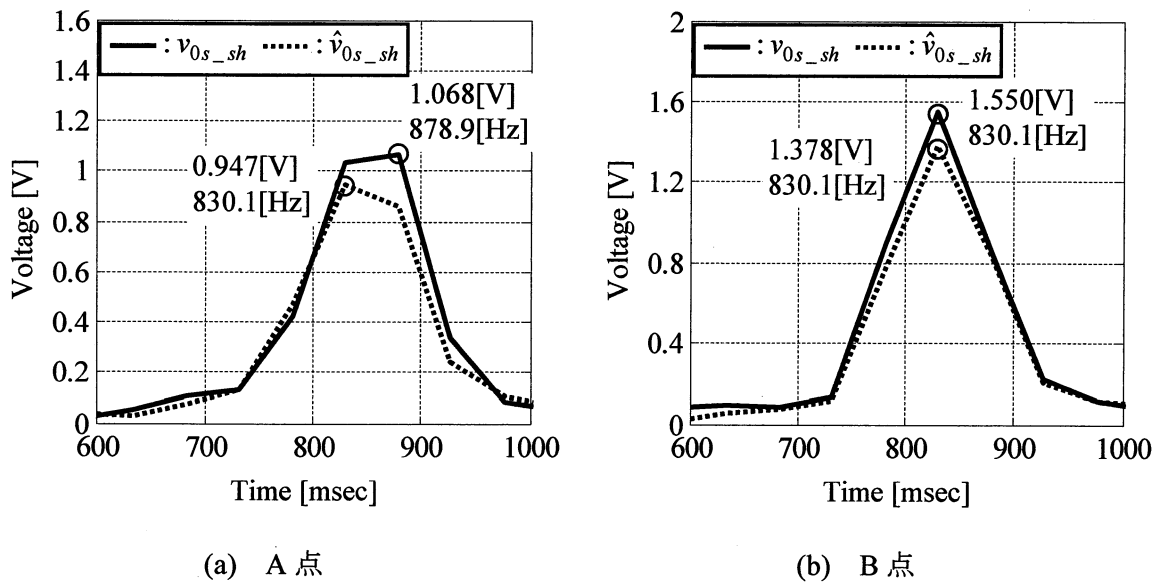 1.6
1.4
1.2
1
0.8
0.6
0.4
0.2
0
Voltage [V]
: v0s_sh : v̂0s_sh
1.068[V]
878.9[Hz]
0.947[V]
830.1[Hz]
600 700 800 900 1000
Time [msec]
(a) A 点
2
1.6
1.2
0.8
0.4
0
Voltage [V]
: v0s_sh : v̂0s_sh
1.550[V]
830.1[Hz]
1.378[V]
830.1[Hz]
600 700 800 900 1000
Time [msec]
(b) B 点